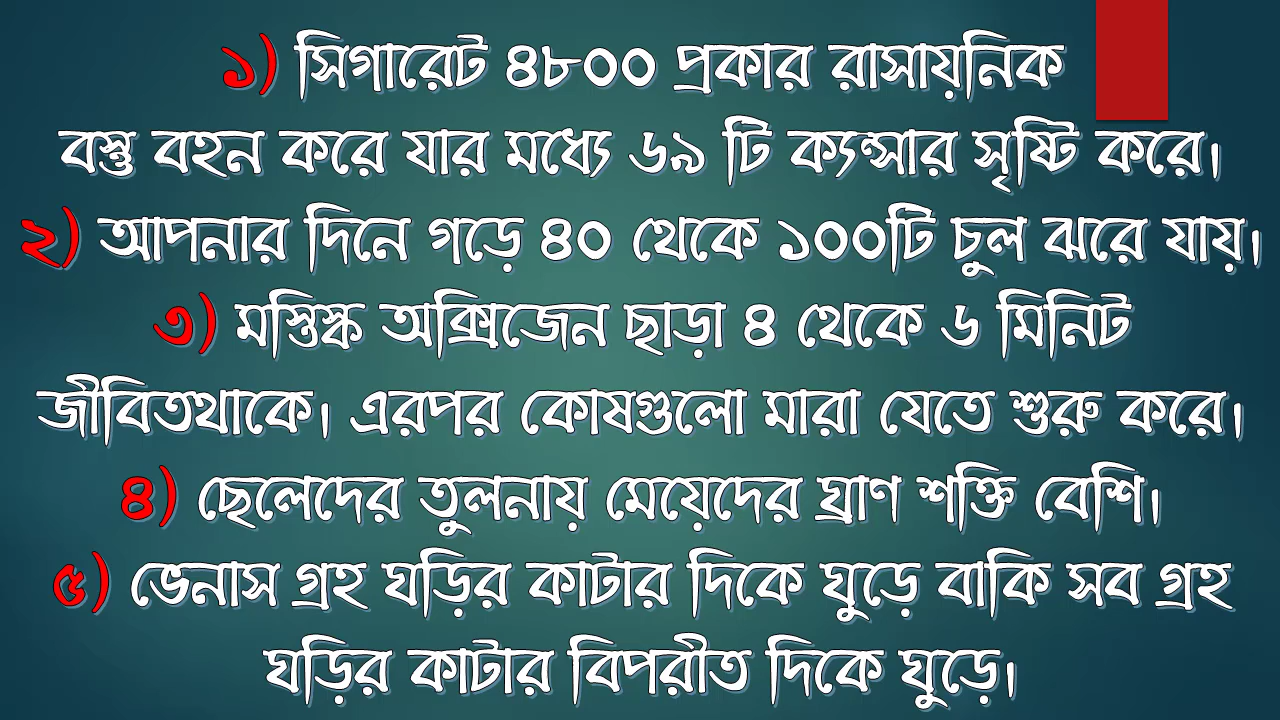 ১) সিগারেট ৪৮০০ প্রকার রাসায়নিক
বস্তু বহন করে যার মধ্যে ৬৯ টি ক্যন্সার সৃষ্টি করে।
২) আপনার দিনে গড়ে ৪০ থেকে ১০০টি চুল ঝরে যায়।
৩) মস্তিস্ক অক্সিজেন ছাড়া ৪ থেকে ৬ মিনিট
জীবিতথাকে। এরপর কোষগুলো মারা যেতে শুরু করে।
৪) ছেলেদের তুলনায় মেয়েদের ঘ্রাণ শক্তি বেশি।
৫) ভেনাস গ্রহ ঘড়ির কাটার দিকে ঘুড়ে বাকি সব গ্রহ
ঘড়ির কাটার বিপরীত দিকে ঘুড়ে।